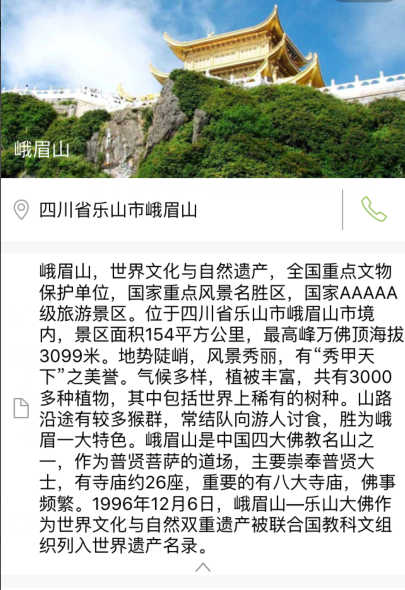 峨眉山
四川省乐山市峨眉山
峨眉山，世界文化与自然遗产，全国重点文物
保护单位，国家重点风景名胜区，国家AAAAA
级旅游景区。位于四川省乐山市峨眉山市境
内，景区面积154平方公里，最高峰万佛顶海拔
3099米。地势陡峭，风景秀丽，有“秀甲天
下”之美誉。气候多样，植被丰富，共有3000
多种植物，其中包括世界上稀有的树种。山路
沿途有较多猴群，常结队向游人讨食，胜为峨
眉一大特色。峨眉山是中国四大佛教名山之
一，作为普贤菩萨的道场，主要崇奉普贤大
士，有寺庙约26座，重要的有八大寺庙，佛事
频繁。1996年12月6日，峨眉山—乐山大佛作
为世界文化与自然双重遗产被联合国教科文组
织列入世界遗产名录。